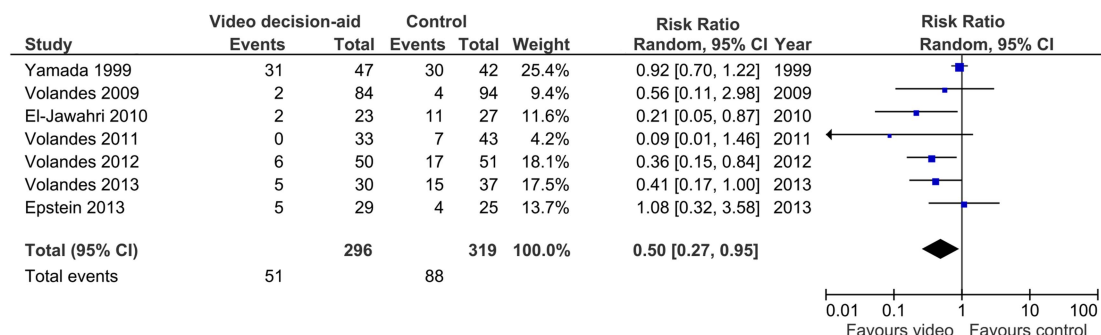 Video decision-aid Control Risk Ratio Risk Ratio
Study Events Total Events Total Weight Random, 95% CI Year Random, 95% CI
Yamada 1999 31 47 30 42 25.4% 0.92 [0.70, 1.22] 1999
Volandes 2009 2 84 4 94 9.4% 0.56 [0.11, 2.98] 2009
El-Jawahri 2010 2 23 11 27 11.6% 0.21 [0.05, 0.87] 2010
Volandes 2011 0 33 7 43 4.2% 0.09 [0.01, 1.46] 2011
Volandes 2012 6 50 17 51 18.1% 0.36 [0.15, 0.84] 2012
Volandes 2013 5 30 15 37 17.5% 0.41 [0.17, 1.00] 2013
Epstein 2013 5 29 4 25 13.7% 1.08 [0.32, 3.58] 2013
Total (95% CI) 296 319 100.0% 0.50 [0.27, 0.95]
Total events 51 88
0.01 0.1 1 10 100
Favours video Favours control